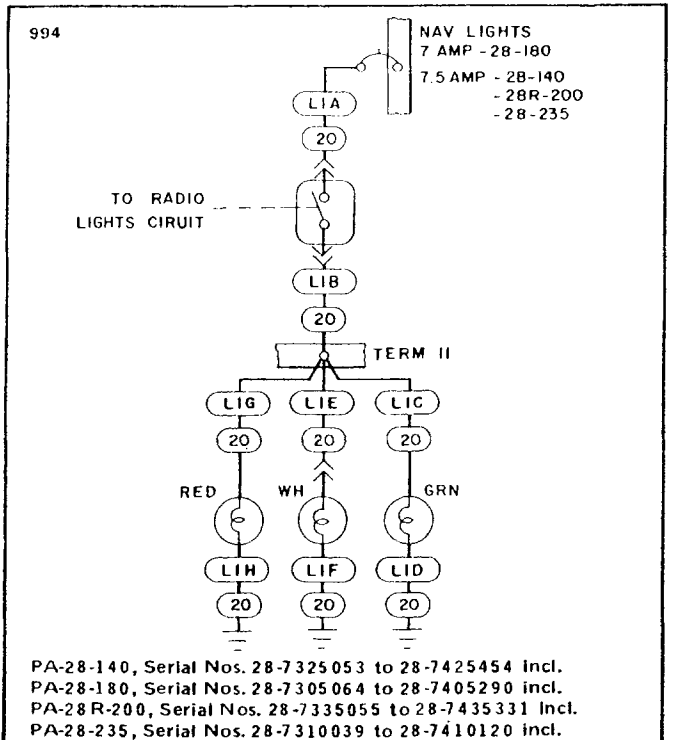 994
NAV LIGHTS
7 AMP - 28-180
7.5 AMP - 28-140
- 28R-200
- 28-235
L1A
20
TO RADIO
LIGHTS CIRUIT
L1B
20
TERM 11
L1G L1E L1C
20 20 20
RED WH GRN
L1H L1F L1D
20 20 20
PA-28-140, Serial Nos. 28-7325053 to 28-7425454 incl.
PA-28-180, Serial Nos. 28-7305064 to 28-7405290 incl.
PA-28R-200, Serial Nos. 28-7335055 to 28-7435331 Incl.
PA-28-235, Serial Nos. 28-7310039 to 28-7410120 incl.